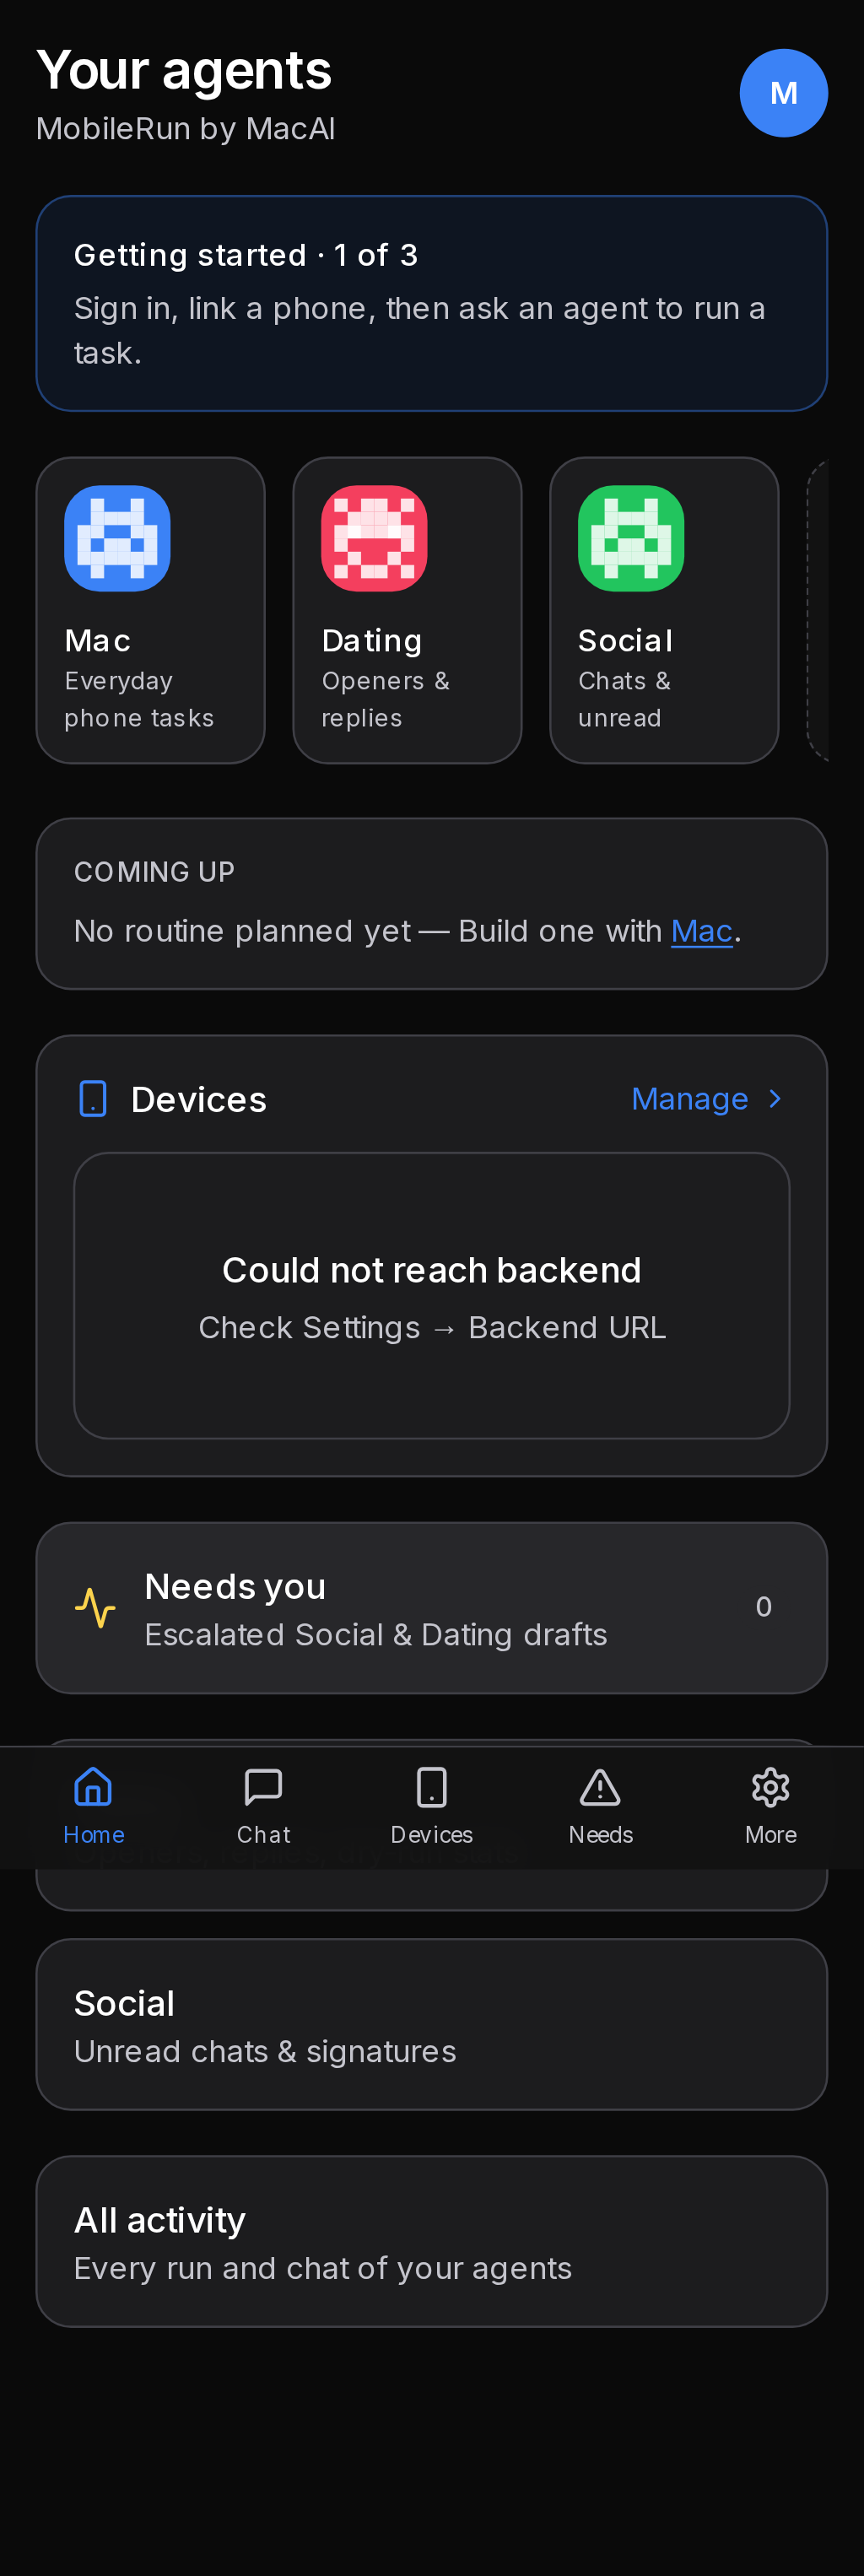 Your agents
MobileRun by MacAI
M
Getting started · 1 of 3
Sign in, link a phone, then ask an agent to run a
task.
Mac
Everyday
phone tasks
Dating
Openers &
replies
Social
Chats &
unread
COMING UP
No routine planned yet — Build one with Mac.
Devices
Manage
Could not reach backend
Check Settings → Backend URL
Needs you
Escalated Social & Dating drafts
0
Home
Chat
Devices
Needs
More
Social
Unread chats & signatures
All activity
Every run and chat of your agents